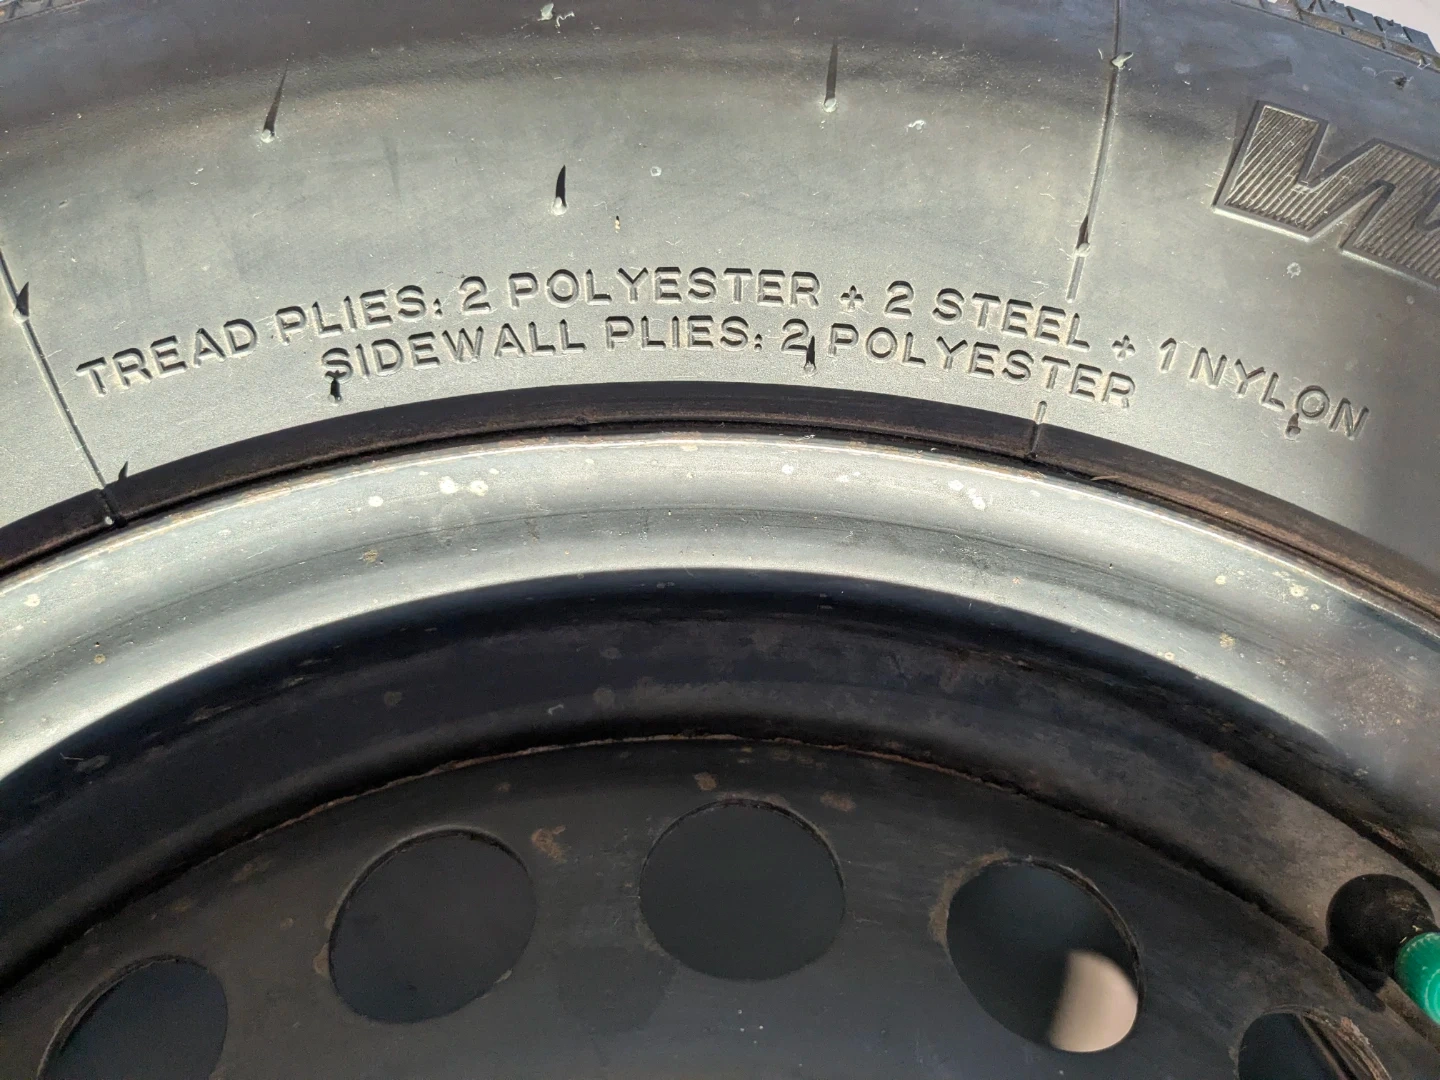 TREAD PLIES: 2 POLYESTER + 2 STEEL + 1 NYLON
SIDEWALL PLIES: 2 POLYESTER